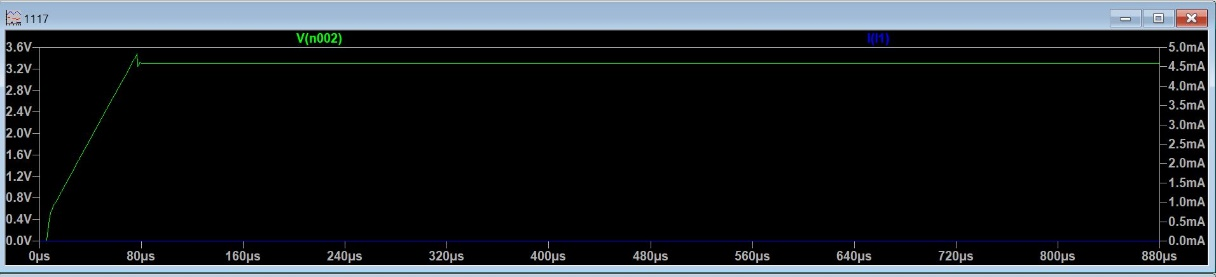 1117
V(n002) I(I1)
3.6V 5.0mA
3.2V 4.5mA
2.8V 4.0mA
2.4V 3.5mA
2.0V 3.0mA
1.6V 2.5mA
1.2V 2.0mA
0.8V 1.5mA
0.4V 1.0mA
0.0V 0.5mA
0.0mA
0µs 80µs 160µs 240µs 320µs 400µs 480µs 560µs 640µs 720µs 800µs 880µs